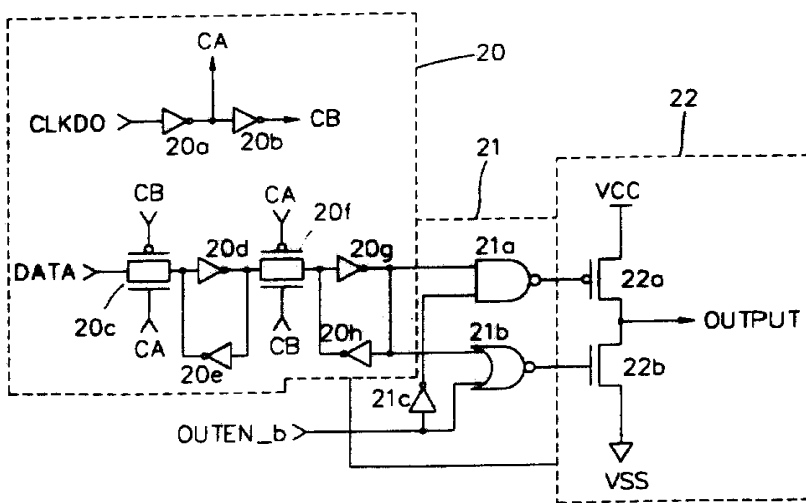 CA
20
CLKDO
CB
20a
20b
22
21
CB
CA
20f
VCC
20d
20g
21a
DATA
22a
20c
OUTPUT
20h
21b
CA
CB
22b
20e
21c
OUTEN_b
VSS